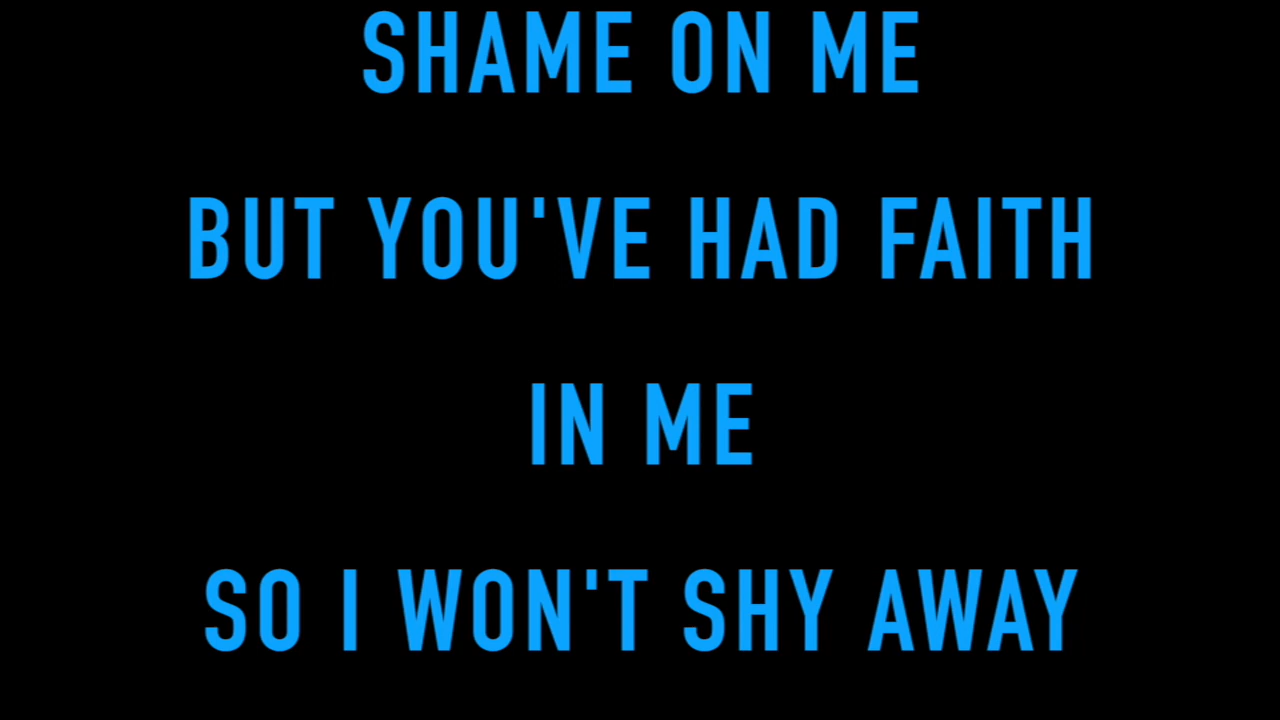 SHAME ON ME
BUT YOU'VE HAD FAITH
IN ME
SO I WON'T SHY AWAY